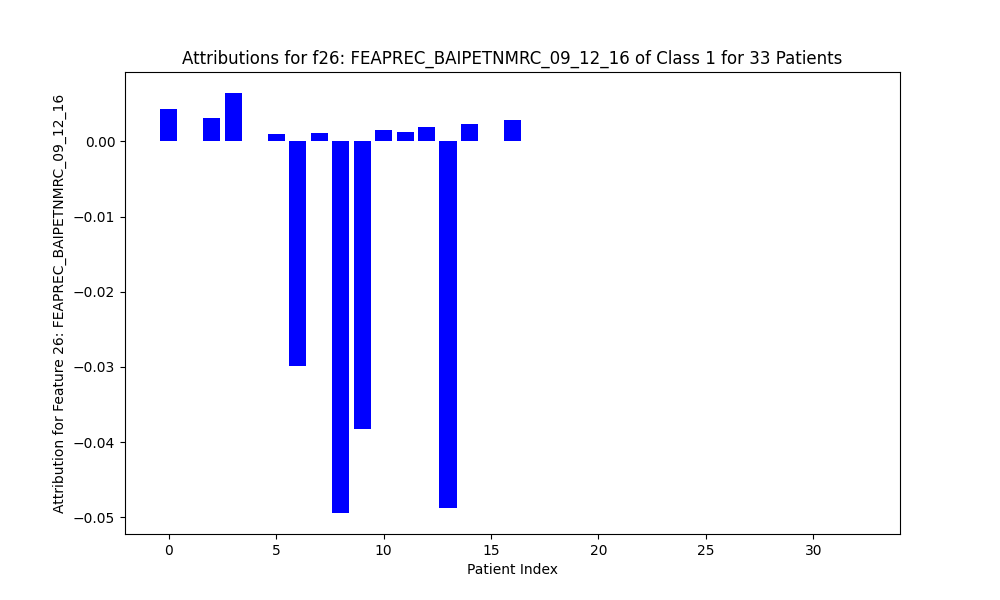 Attributions for f26: FEAPREC_BAIPETNMRC_09_12_16 of Class 1 for 33 Patients
Attribution for Feature 26: FEAPREC_BAIPETNMRC_09_12_16
0.00
−0.01
−0.02
−0.03
−0.04
−0.05
0 5 10 15 20 25 30
Patient Index